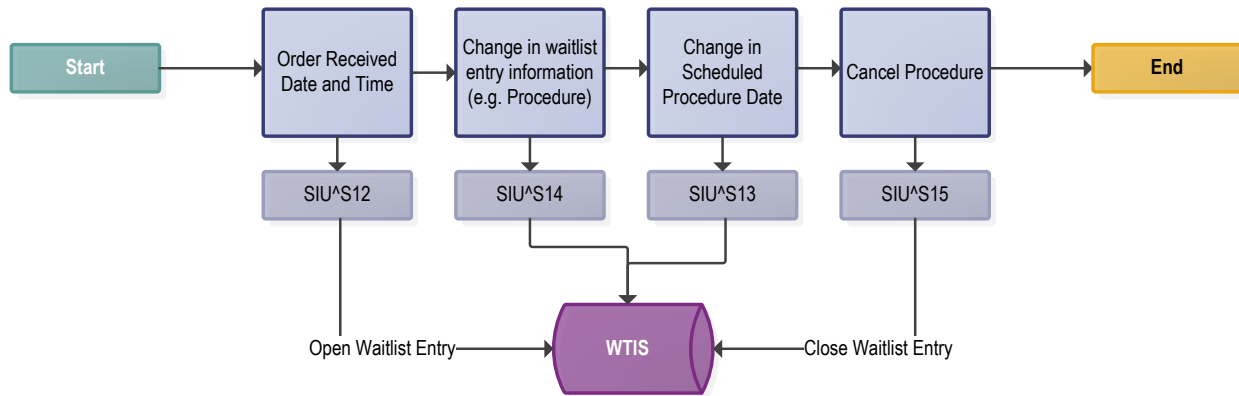 Start
Order Received
Date and Time
Change in waitlist
entry information
(e.g. Procedure)
Change in
Scheduled
Procedure Date
Cancel Procedure
End
SIU^S12
SIU^S14
SIU^S13
SIU^S15
Open Waitlist Entry
WTIS
Close Waitlist Entry